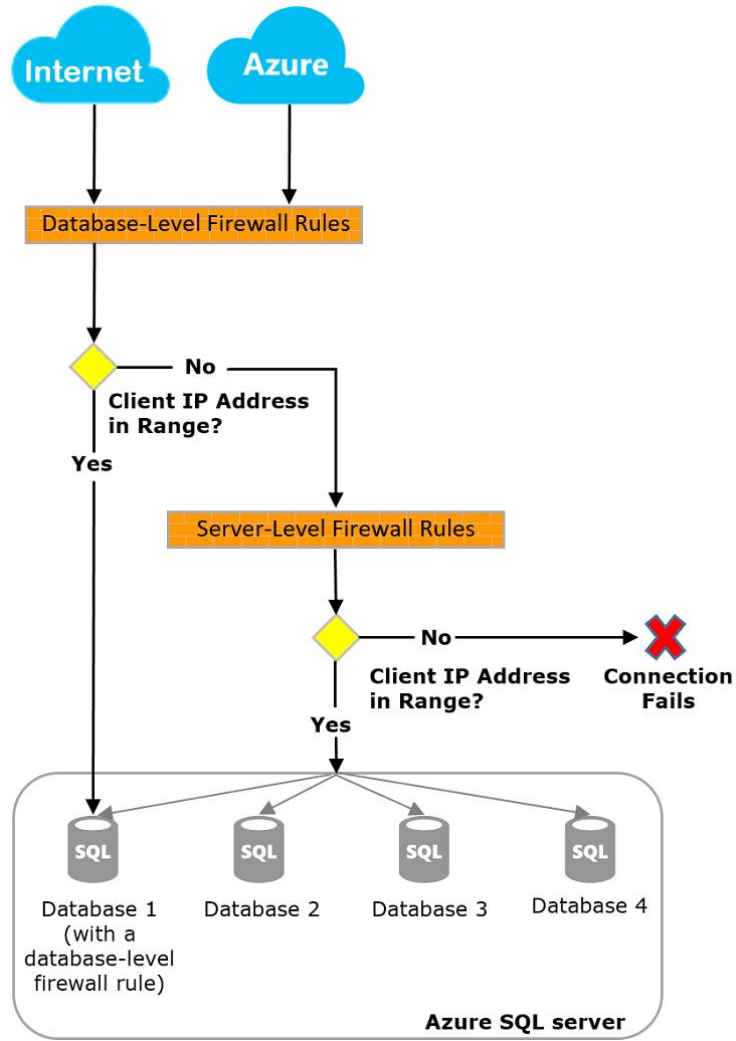 Internet
Azure
Database-Level Firewall Rules
No
Client IP Address
in Range?
Yes
Server-Level Firewall Rules
No
Client IP Address
in Range?
Connection
Fails
Yes
SQL
SQL
SQL
SQL
Database 1
(with a
database-level
firewall rule)
Database 2
Database 3
Database 4
Azure SQL server